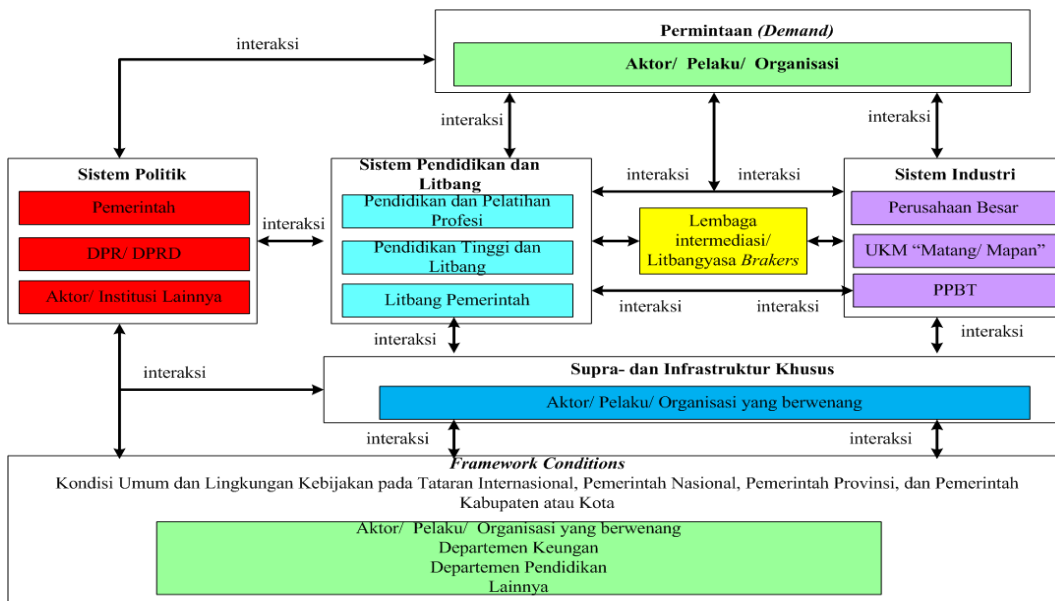 Permintaan (Demand)
Aktor/ Pelaku/ Organisasi
interaksi
interaksi
interaksi
interaksi
Sistem Politik
Pemerintah
DPR/ DPRD
Aktor/ Institusi Lainnya
interaksi
Sistem Pendidikan dan
Litbang
Pendidikan dan Pelatihan
Profesi
Pendidikan Tinggi dan
Litbang
Litbang Pemerintah
interaksi
interaksi
Lembaga
intermediasi/
Litbangyasa Brakers
interaksi
interaksi
Sistem Industri
Perusahaan Besar
UKM “Matang/ Mapan”
PPBT
interaksi
interaksi
interaksi
Supra- dan Infrastruktur Khusus
Aktor/ Pelaku/ Organisasi yang berwenang
interaksi
interaksi
Framework Conditions
Kondisi Umum dan Lingkungan Kebijakan pada Tataran Internasional, Pemerintah Nasional, Pemerintah Provinsi, dan Pemerintah
Kabupaten atau Kota
Aktor/ Pelaku/ Organisasi yang berwenang
Departemen Keungan
Departemen Pendidikan
Lainnya